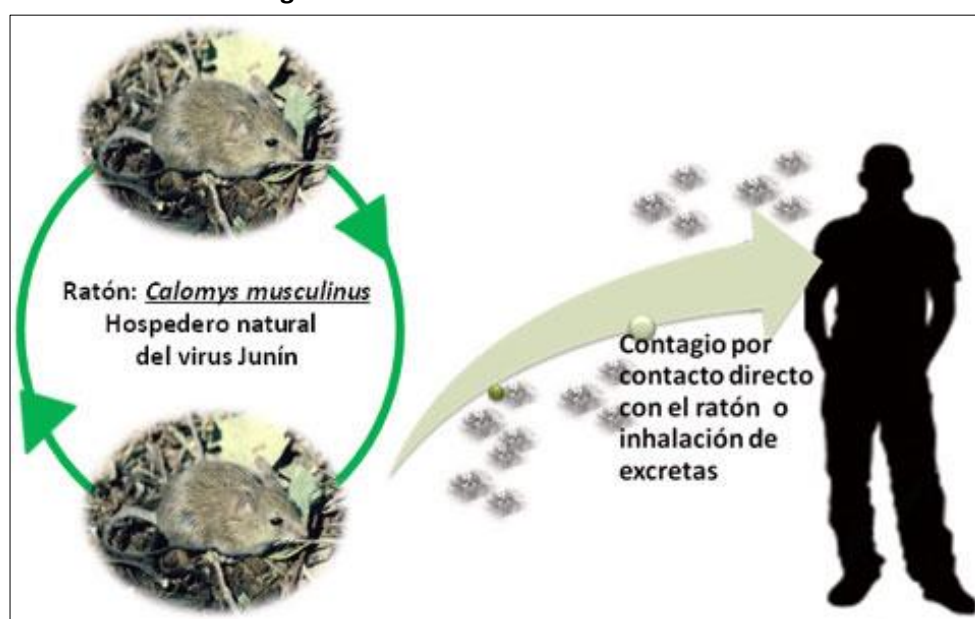 Ratón: Calomys musculinus
Hospedero natural
del virus Junín
Contagio por
contacto directo
con el ratón o
inhalación de
excretas